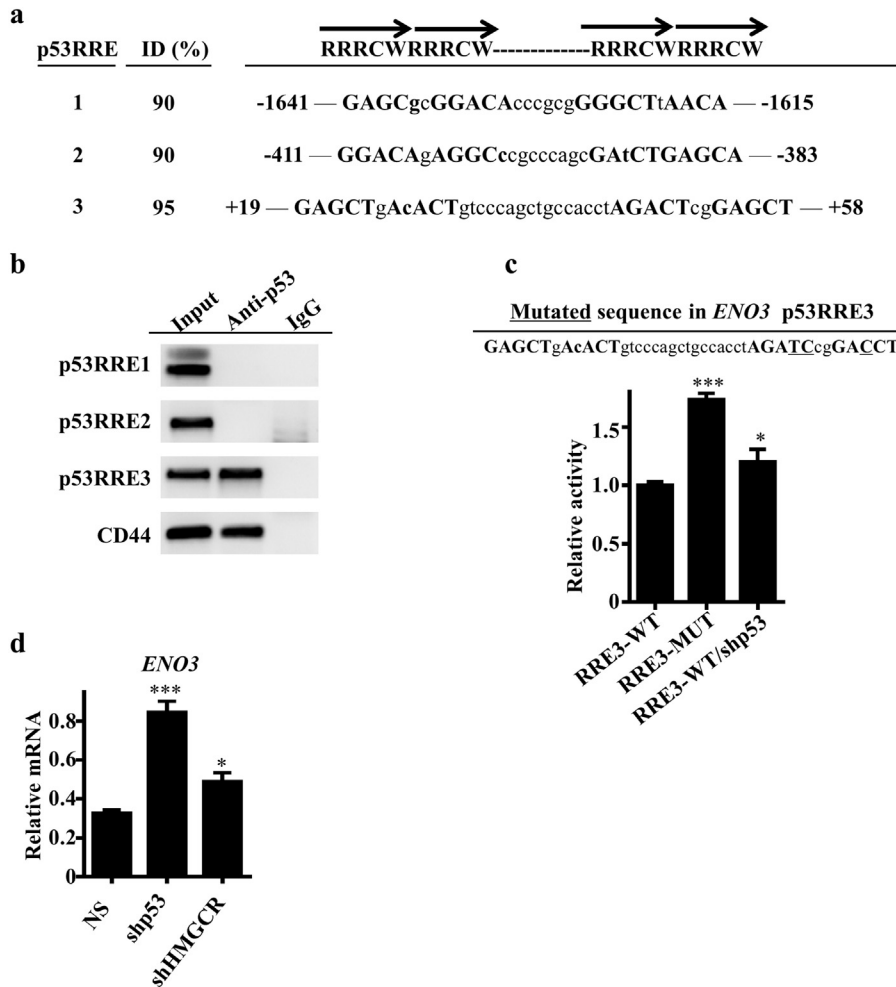 a
RRRCWRRRCW-------------RRRCWRRRCW
p53RRE ID (%)
1 90 -1641 — GAGCgcGGACAcccgcgGGGCTtAACA — -1615
2 90 -411 — GGACAgAGGCccgcccagcGAtCTGAGCA — -383
3 95 +19 — GAGCTgAcACTgtcccagctgccacctAGACTcgGAGCT — +58
b
Input Anti-p53 IgG
p53RRE1
p53RRE2
p53RRE3
CD44
c
Mutated sequence in ENO3 p53RRE3
GAGCTgAcACTgtcccagctgccacctAGATCcgGACCT
Relative activity
1.5
1.0
0.5
0
***
*
RRE3-WT
RRE3-MUT
RRE3-WT/shp53
d
ENO3
Relative mRNA
0.8
0.6
0.4
0.2
0
***
*
NS
shp53
shHMGCR